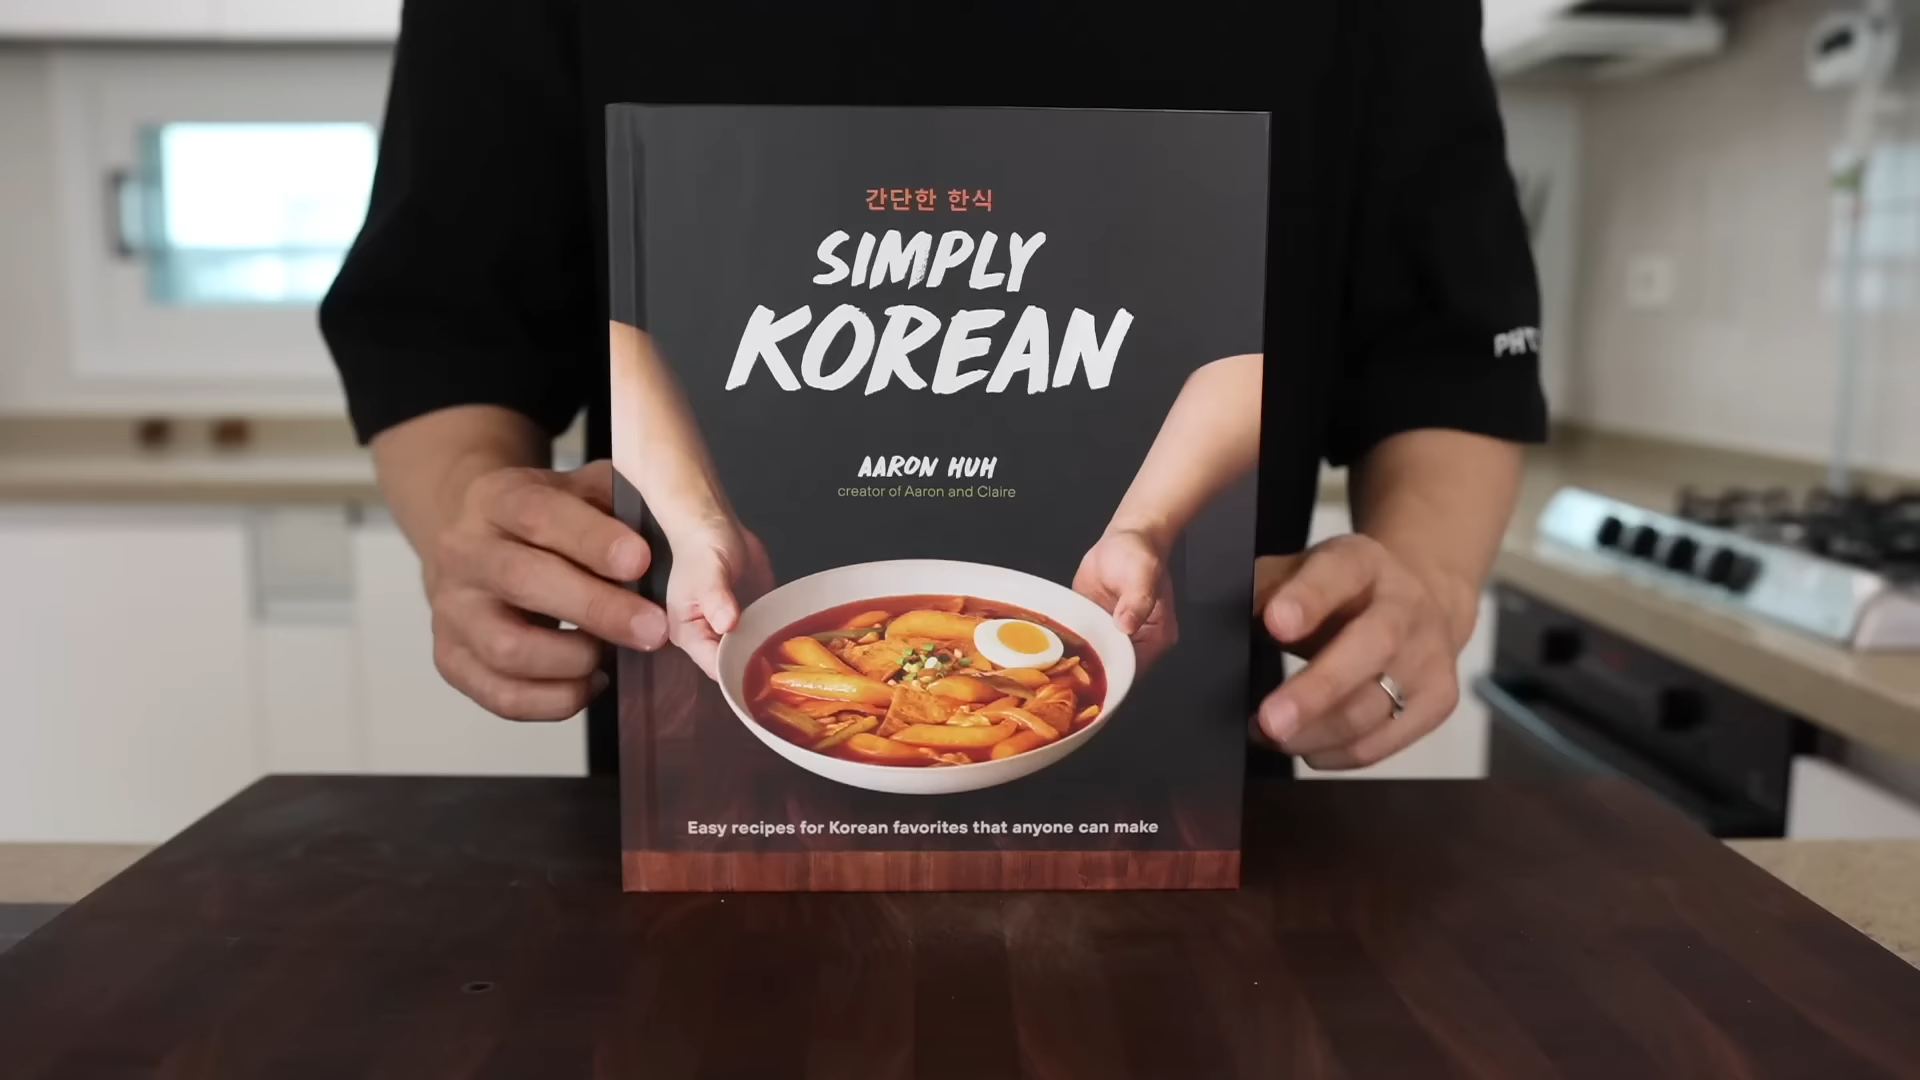 간단한 한식
SIMPLY
KOREAN
AARON HUH
creator of Aaron and Claire
Easy recipes for Korean favorites that anyone can make